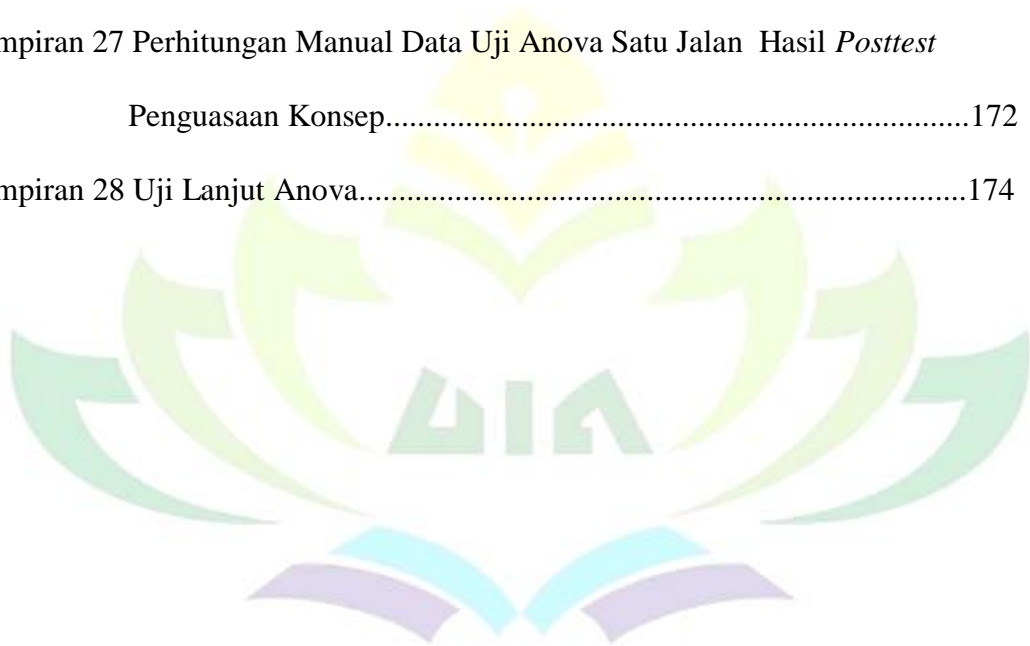 mpiran 27 Perhitungan Manual Data Uji Anova Satu Jalan Hasil Posttest
Penguasaan Konsep.........................................................................172
mpiran 28 Uji Lanjut Anova............................................................................174
UIN